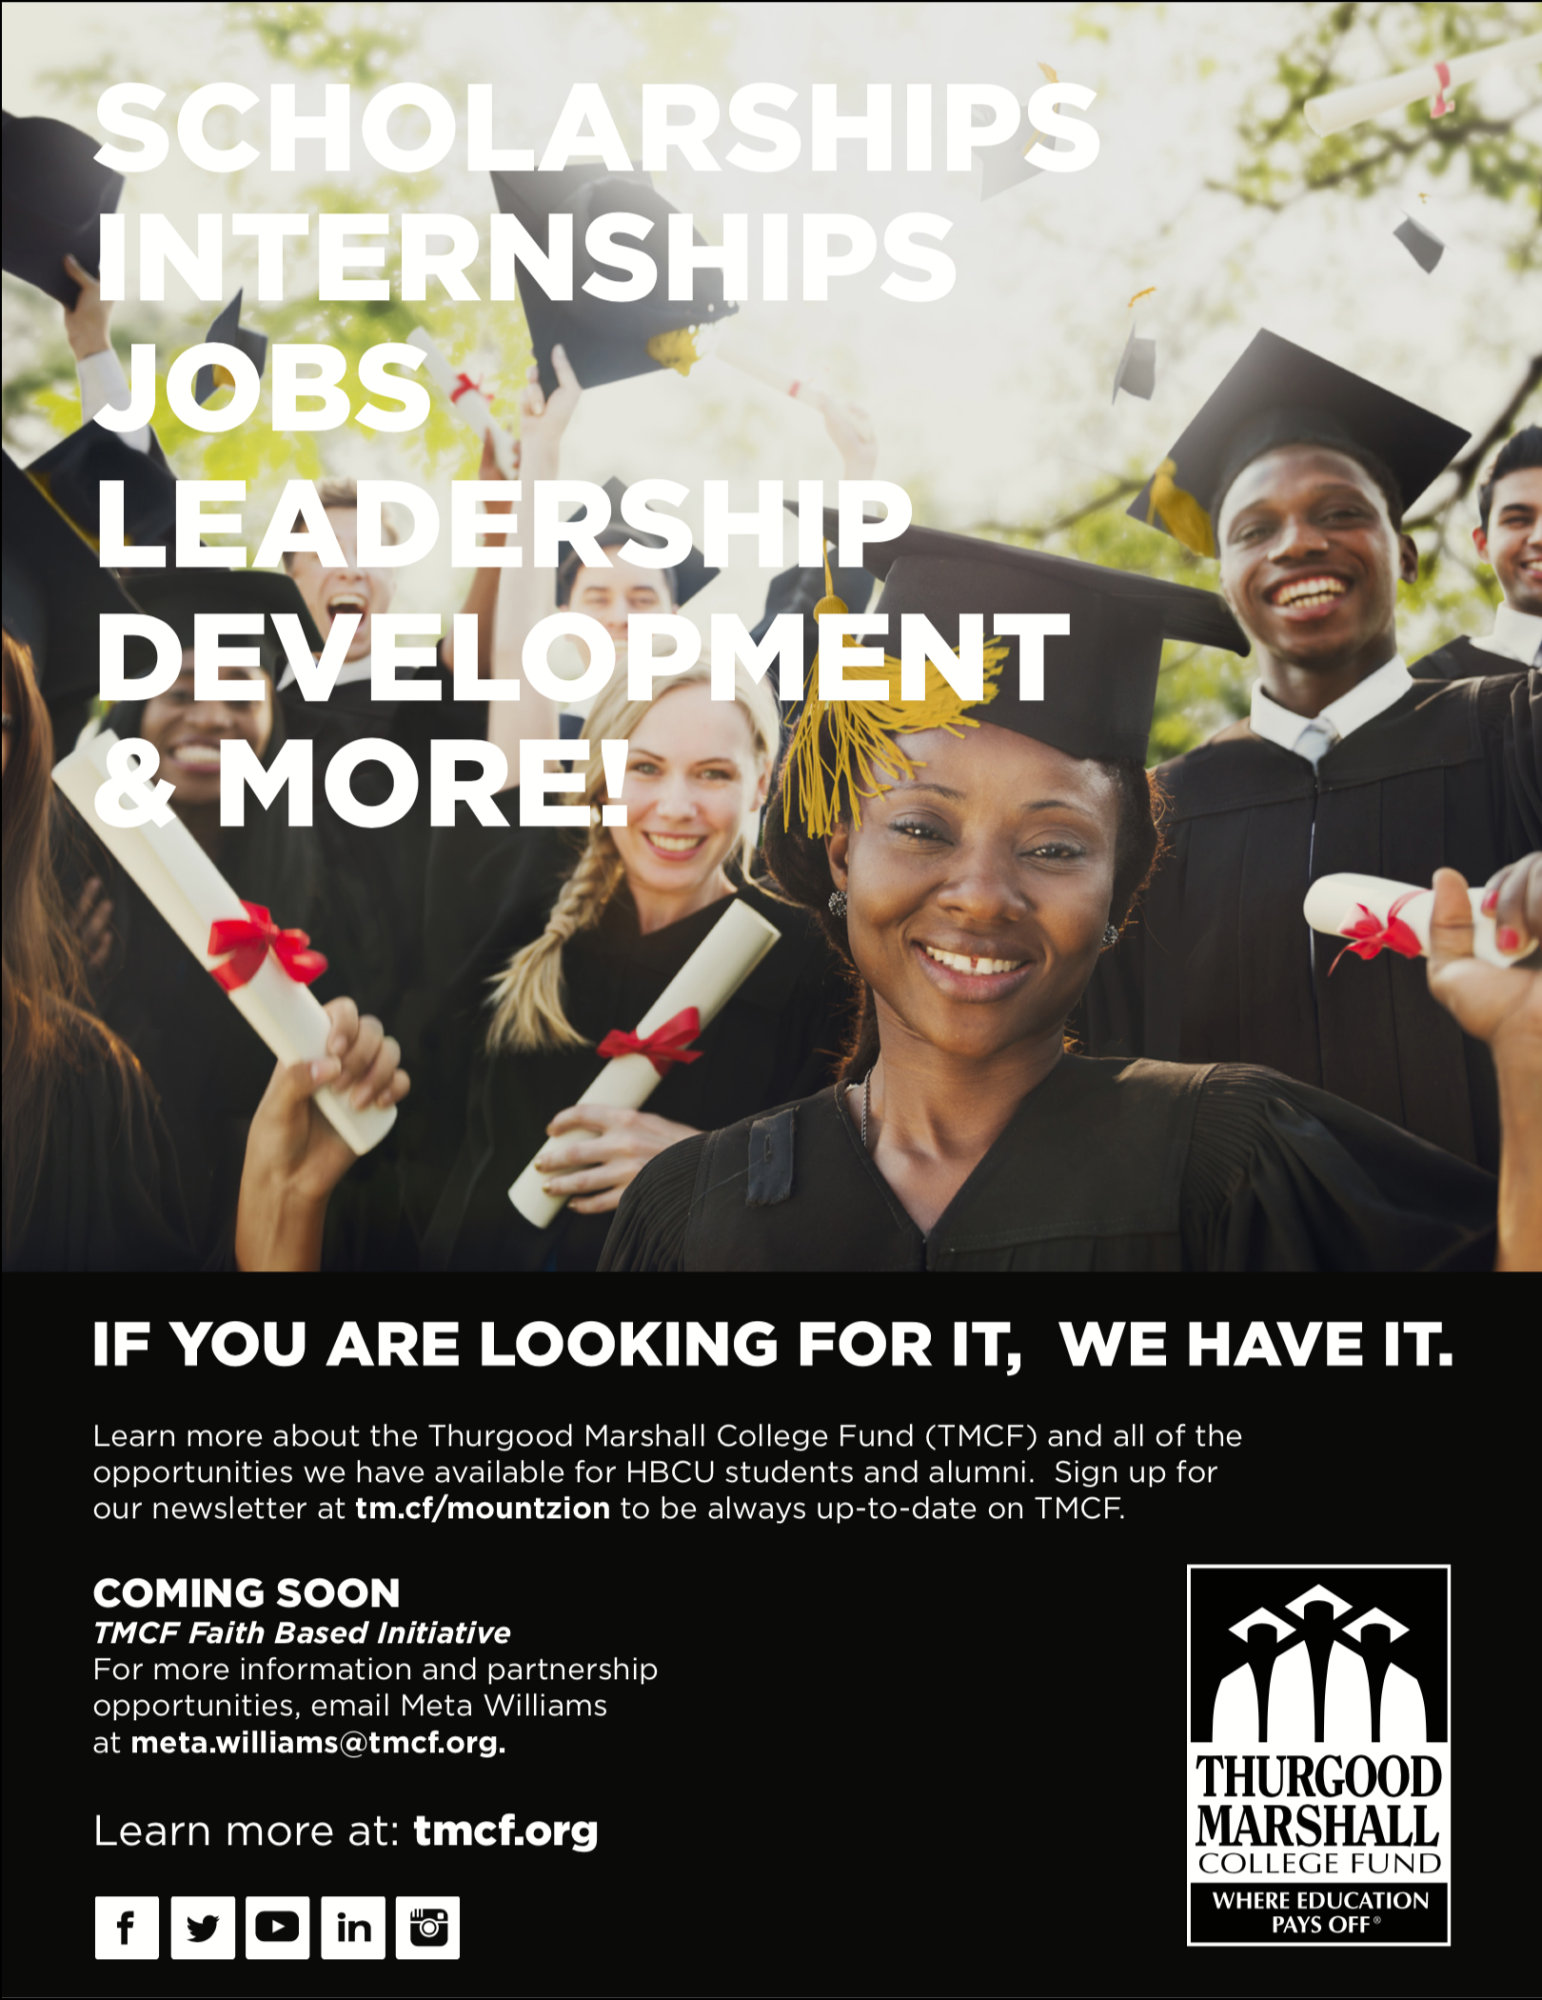 SCHOLARSHIPS
INTERNSHIPS
JOBS
LEADERSHIP
DEVELOPMENT
& MORE!
IF YOU ARE LOOKING FOR IT,  WE HAVE IT.
Learn more about the Thurgood Marshall College Fund (TMCF) and all of the
opportunities we have available for HBCU students and alumni.  Sign up for
our newsletter at tm.cf/mountzion to be always up-to-date on TMCF.
COMING SOON
TMCF Faith Based Initiative
For more information and partnership
opportunities, email Meta Williams
at meta.williams@tmcf.org.
Learn more at: tmcf.org
f
in
THURGOOD
MARSHALL
COLLEGE FUND
WHERE EDUCATION
PAYS OFF®